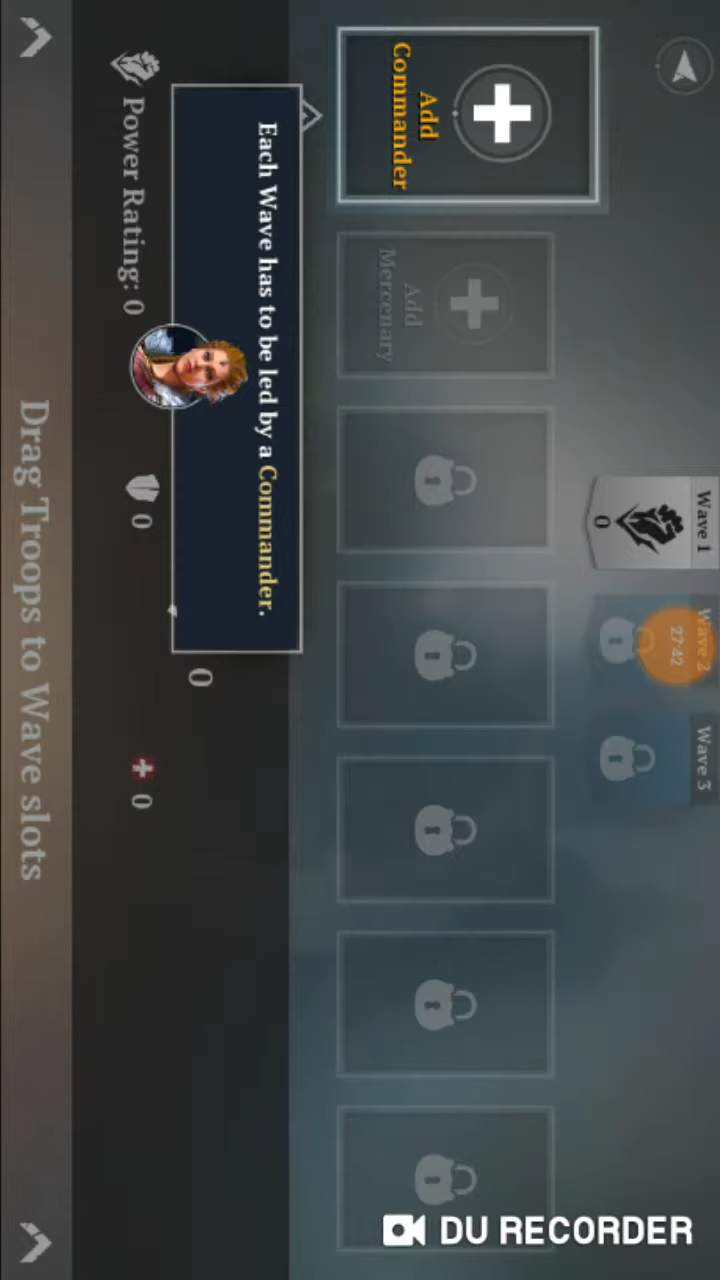 Wave 1
0
Wave 2
27:42
Wave 3
Add
Commander
Add
Mercenary
Each Wave has to be led by a Commander.
Power Rating: 0
0
0
0
Drag Troops to Wave slots
DU RECORDER